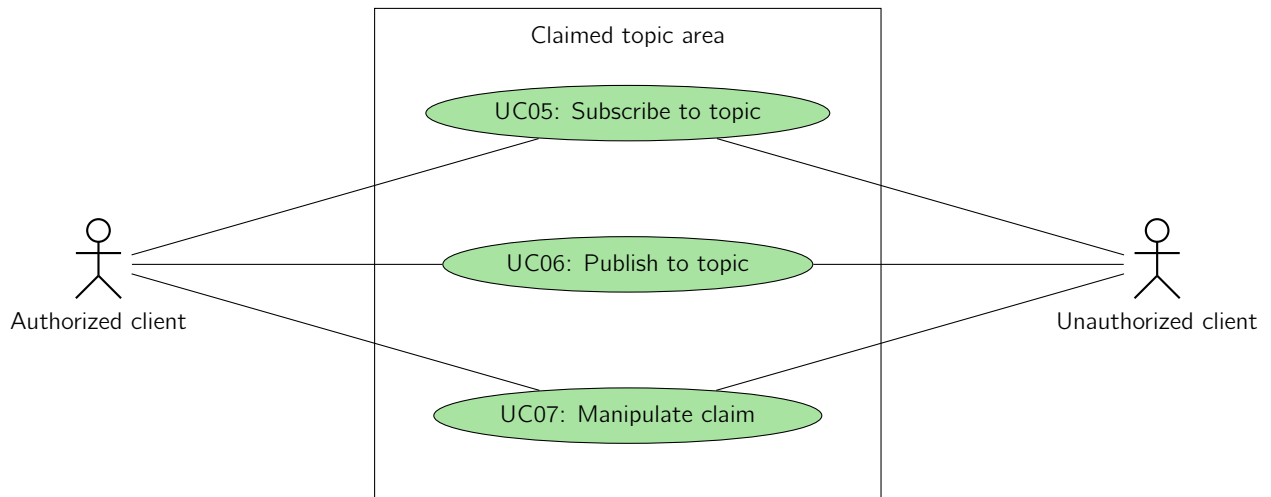 Claimed topic area
UC05: Subscribe to topic
UC06: Publish to topic
Authorized client
Unauthorized client
UC07: Manipulate claim